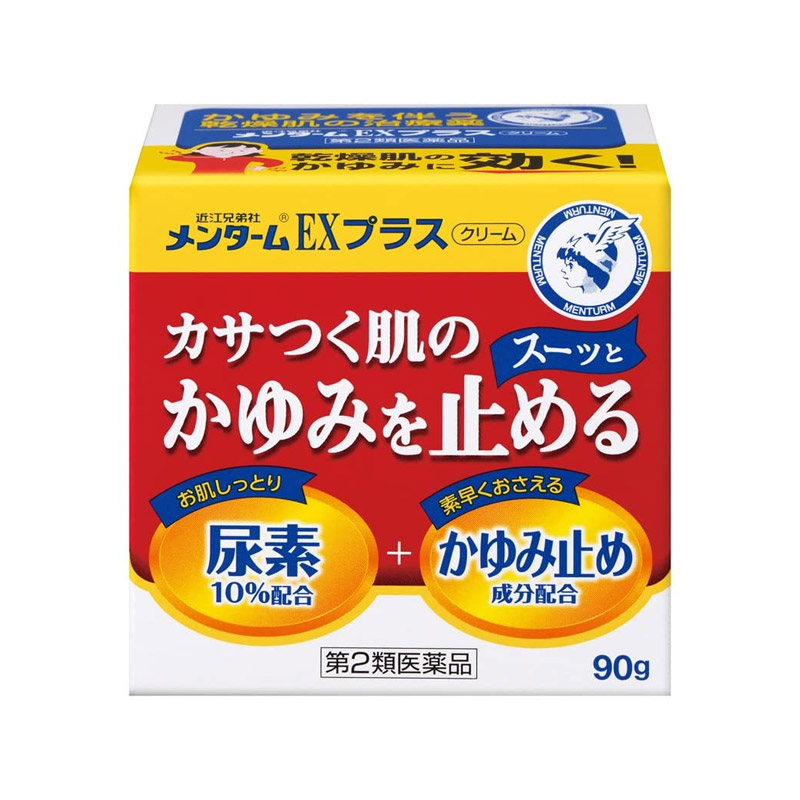 かゆみを伴う
乾燥肌の治療薬
メンタームEXプラス クリーム
第2類医薬品
乾燥肌の
かゆみに効く!
近江兄弟社
メンターム® EXプラス クリーム
MENTURM
MENTURM
MENTURM
MENTURM
カサつく肌の
スーッと
かゆみを止める
お肌しっとり
尿素
10%配合
+
素早くおさえる
かゆみ止め
成分配合
第2類医薬品
90g